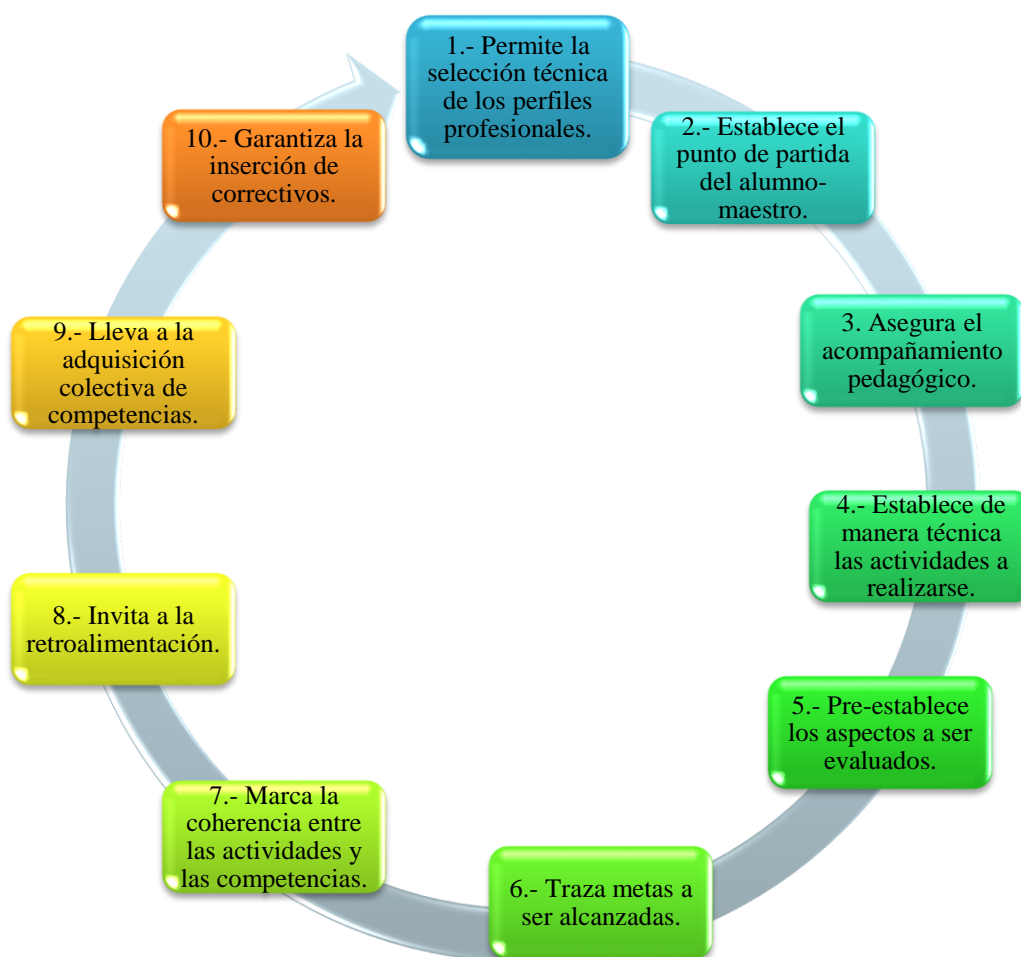 1.- Permite la
selección técnica
de los perfiles
profesionales.
2.- Establece el
punto de partida
del alumno-
maestro.
3. Asegura el
acompañamiento
pedagógico.
4.- Establece de
manera técnica
las actividades a
realizarse.
5.- Pre-establece
los aspectos a ser
evaluados.
6.- Traza metas a
ser alcanzadas.
7.- Marca la
coherencia entre
las actividades y
las competencias.
8.- Invita a la
retroalimentación.
9.- Lleva a la
adquisición
colectiva de
competencias.
10.- Garantiza la
inserción de
correctivos.